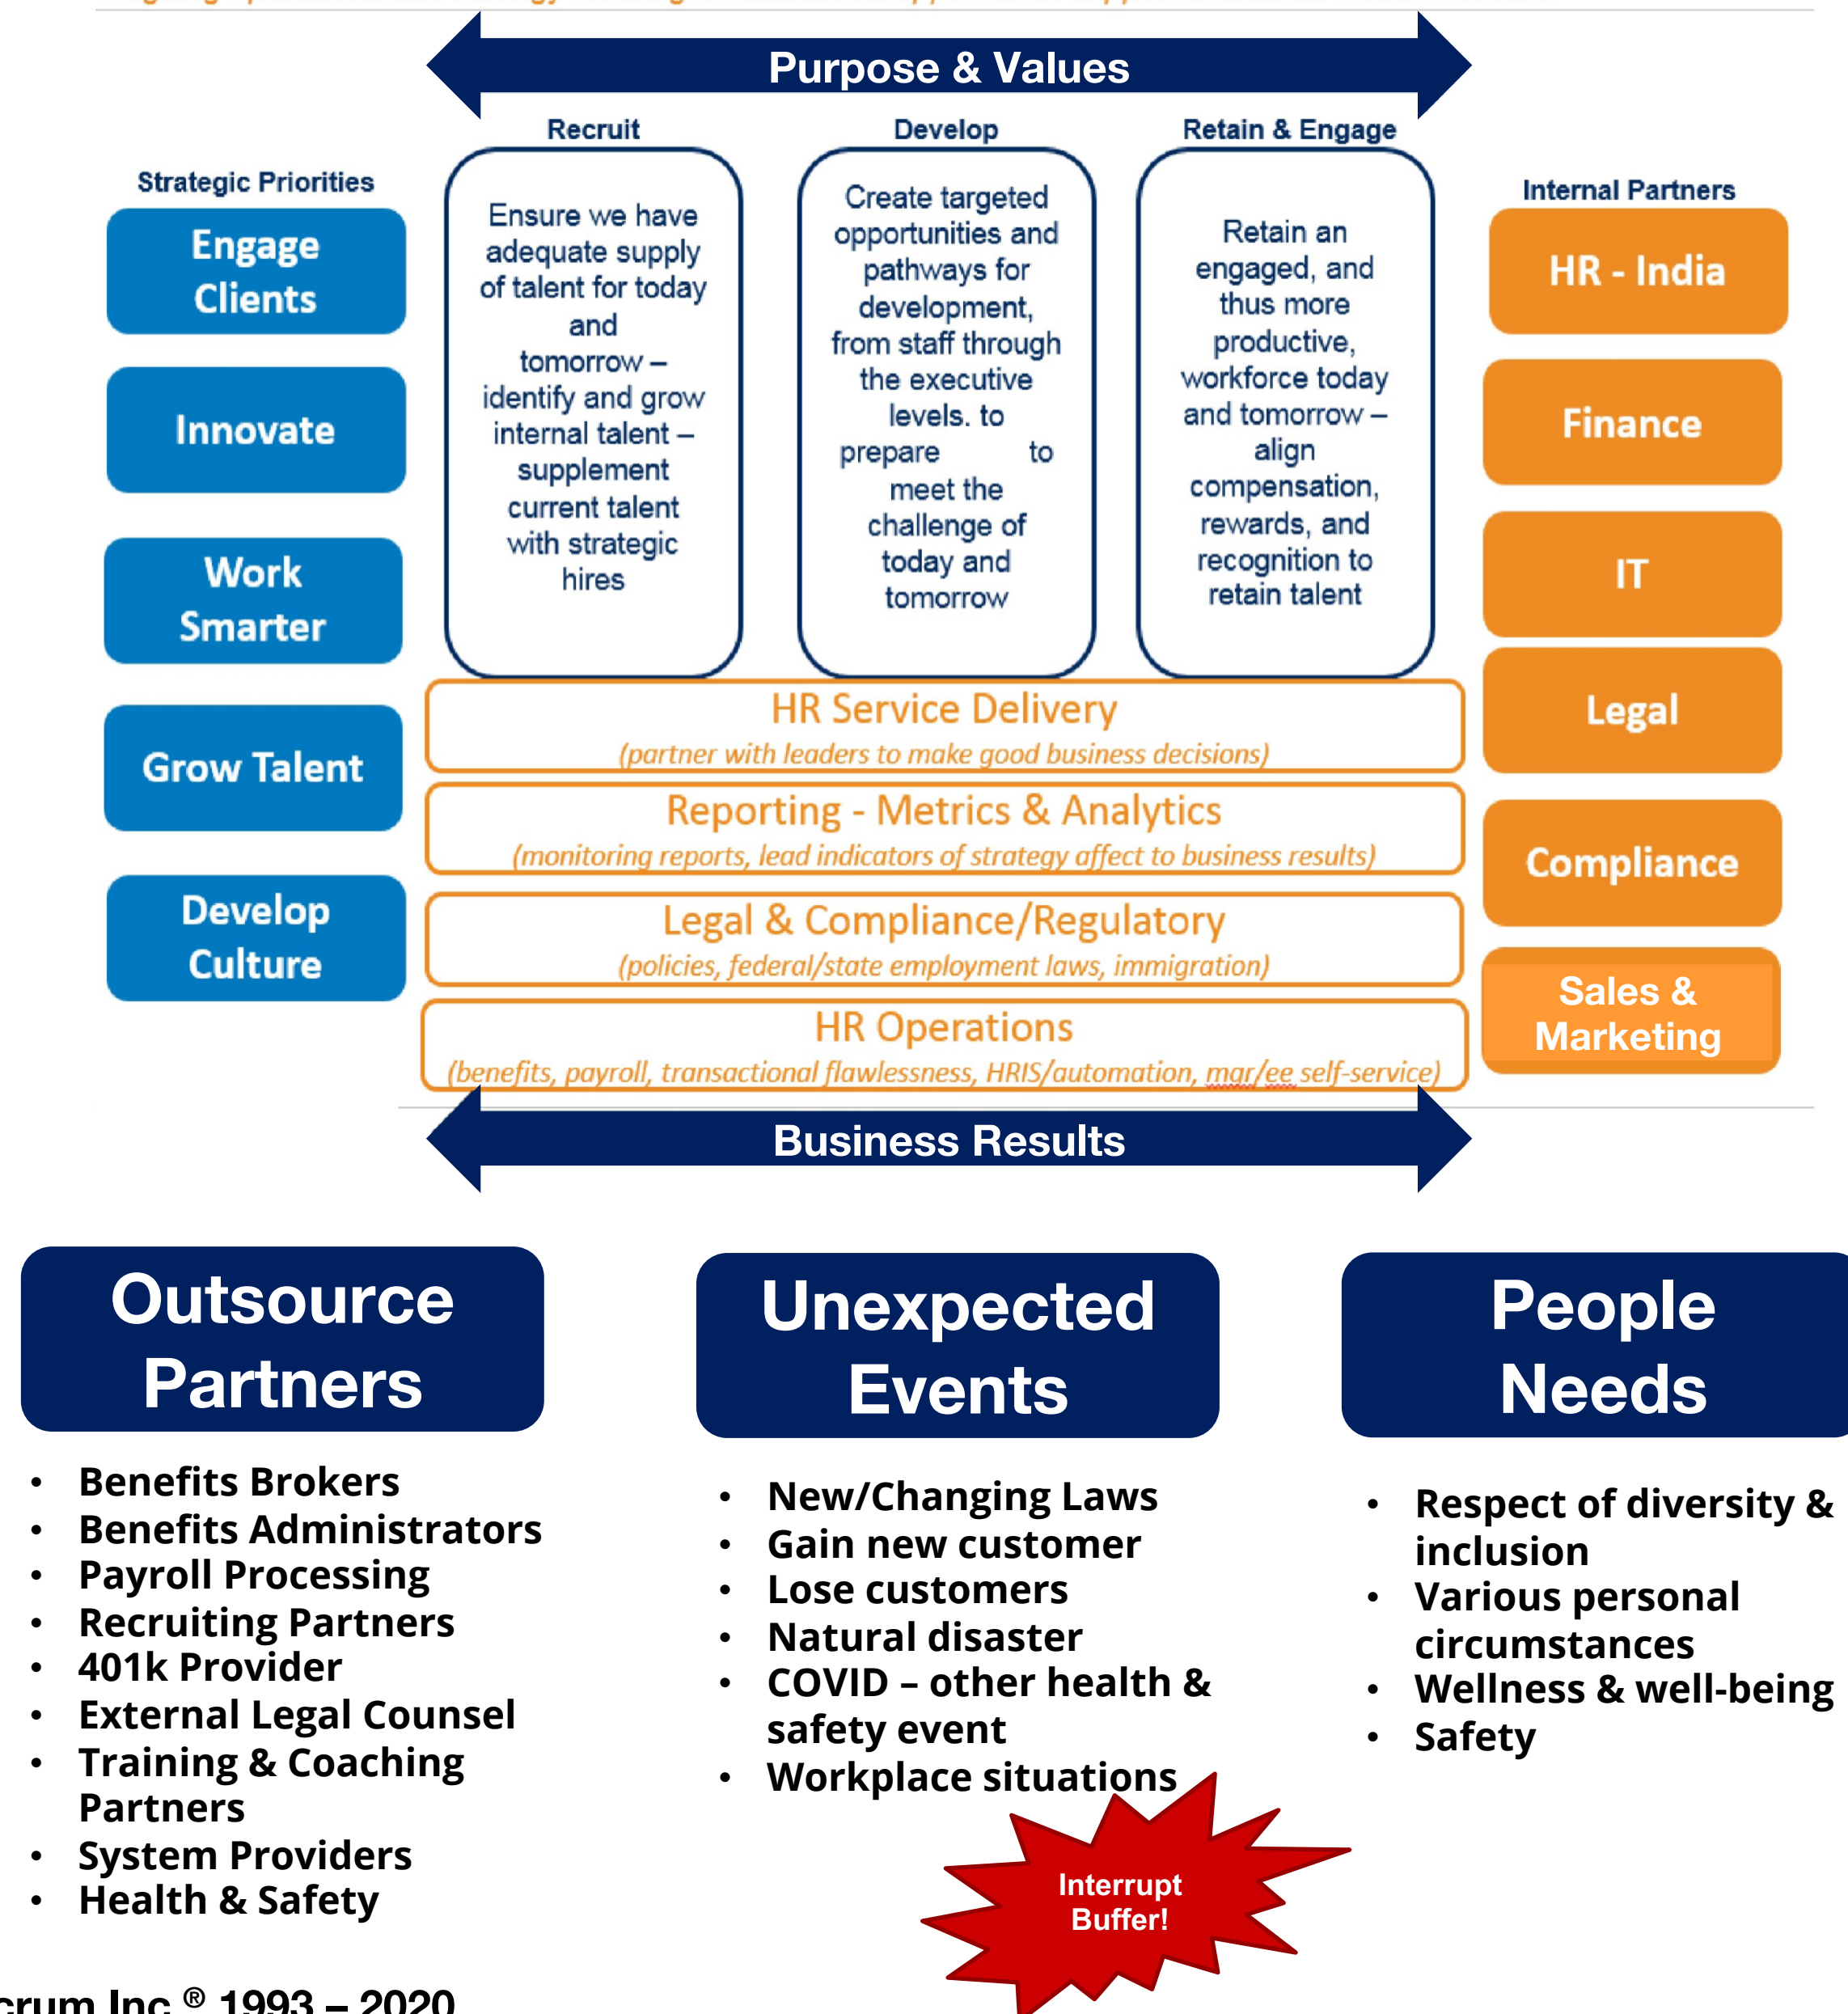 Purpose & Values
Recruit
Develop
Retain & Engage
Strategic Priorities
Engage
Clients
Innovate
Work
Smarter
Grow Talent
Develop
Culture
Ensure we have
adequate supply
of talent for today
and
tomorrow –
identify and grow
internal talent –
supplement
current talent
with strategic
hires
Create targeted
opportunities and
pathways for
development,
from staff through
the executive
levels. to
prepare to
meet the
challenge of
today and
tomorrow
Retain an
engaged, and
thus more
productive,
workforce today
and tomorrow –
align
compensation,
rewards, and
recognition to
retain talent
Internal Partners
HR - India
Finance
IT
Legal
Compliance
Sales &
Marketing
HR Service Delivery
(partner with leaders to make good business decisions)
Reporting - Metrics & Analytics
(monitoring reports, lead indicators of strategy affect to business results)
Legal & Compliance/Regulatory
(policies, federal/state employment laws, immigration)
HR Operations
(benefits, payroll, transactional flawlessness, HRIS/automation, mgr/ee self-service)
Business Results
Outsource
Partners
• Benefits Brokers
• Benefits Administrators
• Payroll Processing
• Recruiting Partners
• 401k Provider
• External Legal Counsel
• Training & Coaching
Partners
• System Providers
• Health & Safety
Unexpected
Events
• New/Changing Laws
• Gain new customer
• Lose customers
• Natural disaster
• COVID – other health &
safety event
• Workplace situations
Interrupt
Buffer!
People
Needs
• Respect of diversity &
inclusion
• Various personal
circumstances
• Wellness & well-being
• Safety
crum Inc ® 1993 – 2020